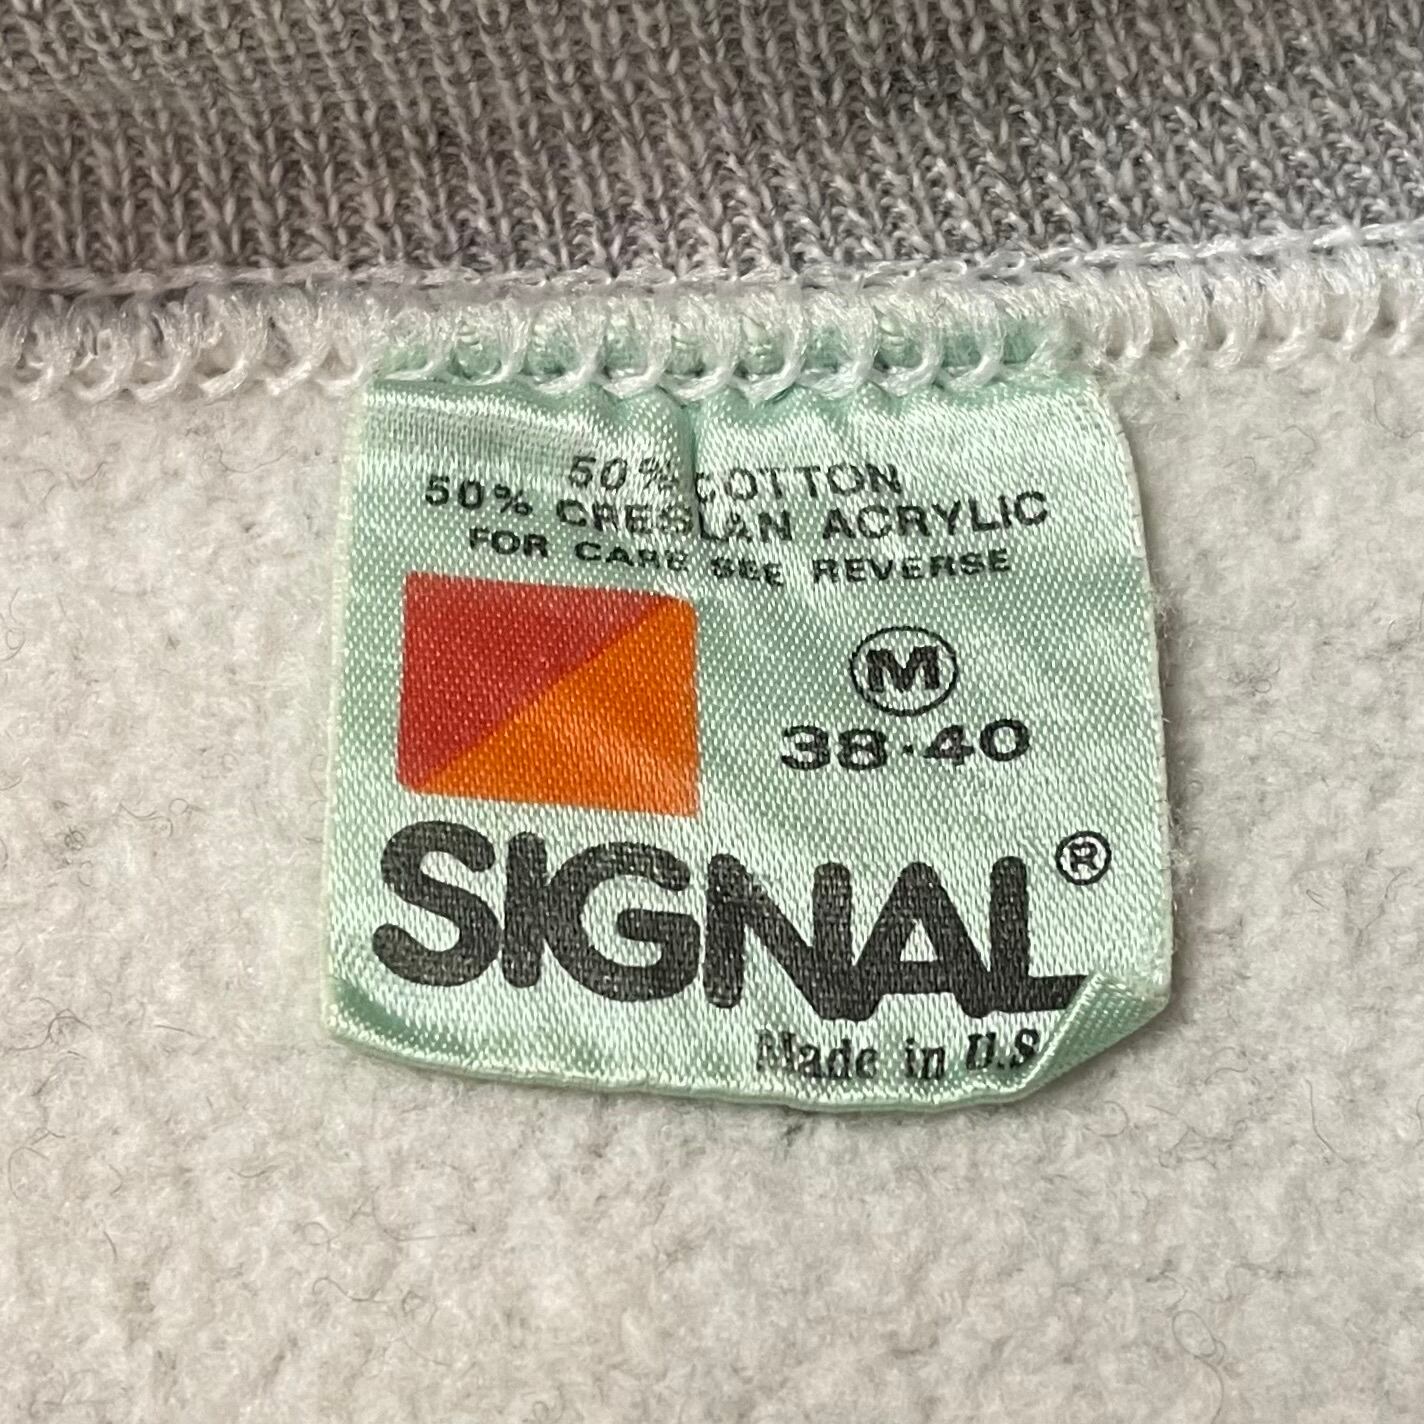 50% COTTON
50% CRESLAN ACRYLIC
FOR CARE SEE REVERSE
M
38·40
SIGNAL®
Made in U.S